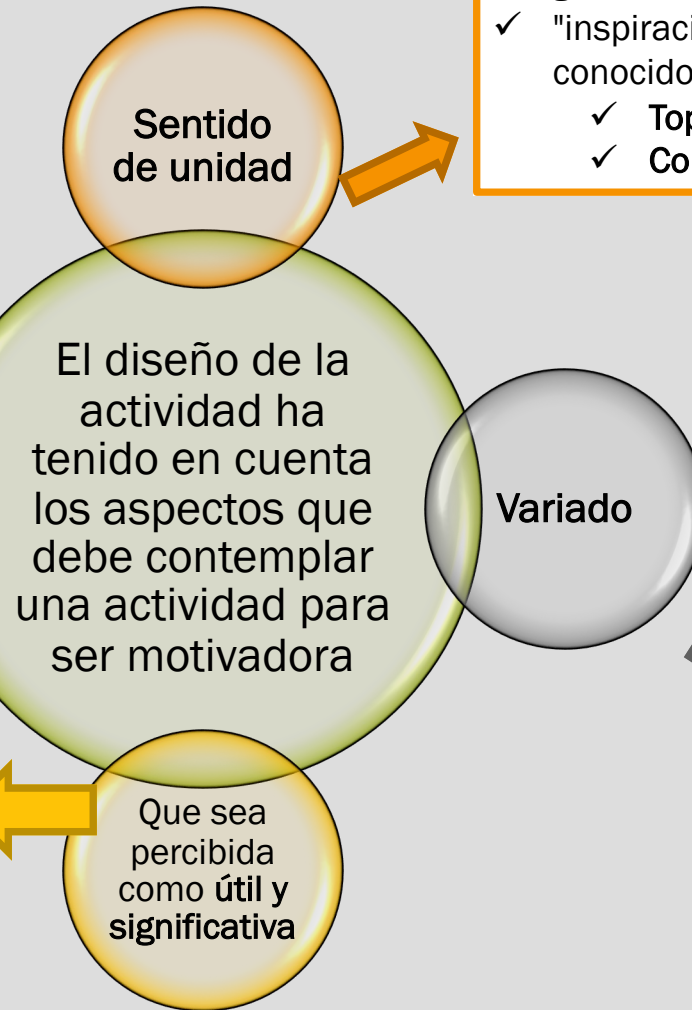 ✓ "inspiraci
conocido
✓ Top
✓ Co
Sentido
de unidad
El diseño de la
actividad ha
tenido en cuenta
los aspectos que
debe contemplar
una actividad para
ser motivadora
Variado
Que sea
percibida
como útil y
significativa